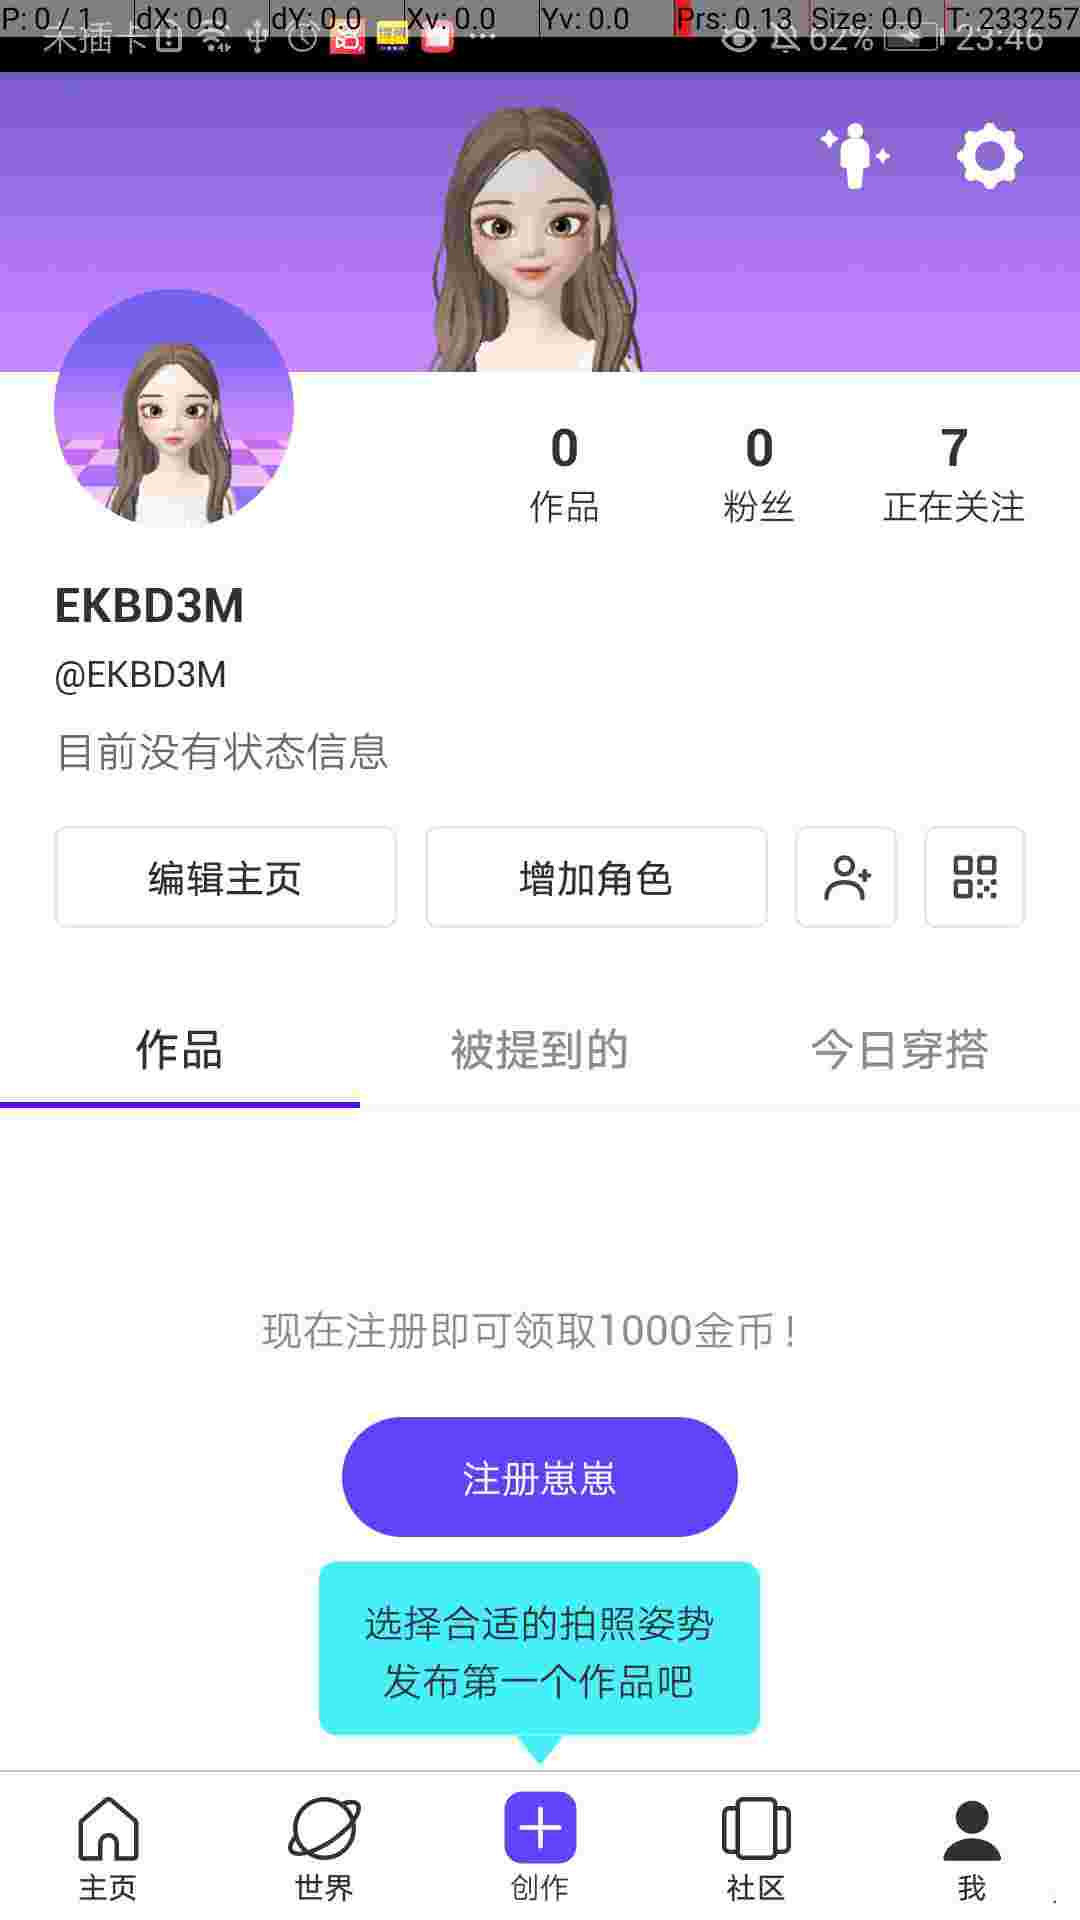 P: 0 / 1 dX: 0.0 dY: 0.0 Xv: 0.0 Yv: 0.0 Prs: 0.13 Size: 0.0 T: 233257
未插卡 62% 23:46
0 0 7
作品 粉丝 正在关注
EKBD3M
@EKBD3M
目前没有状态信息
编辑主页 增加角色
作品 被提到的 今日穿搭
现在注册即可领取1000金币!
注册崽崽
选择合适的拍照姿势
发布第一个作品吧
主页 世界 创作 社区 我